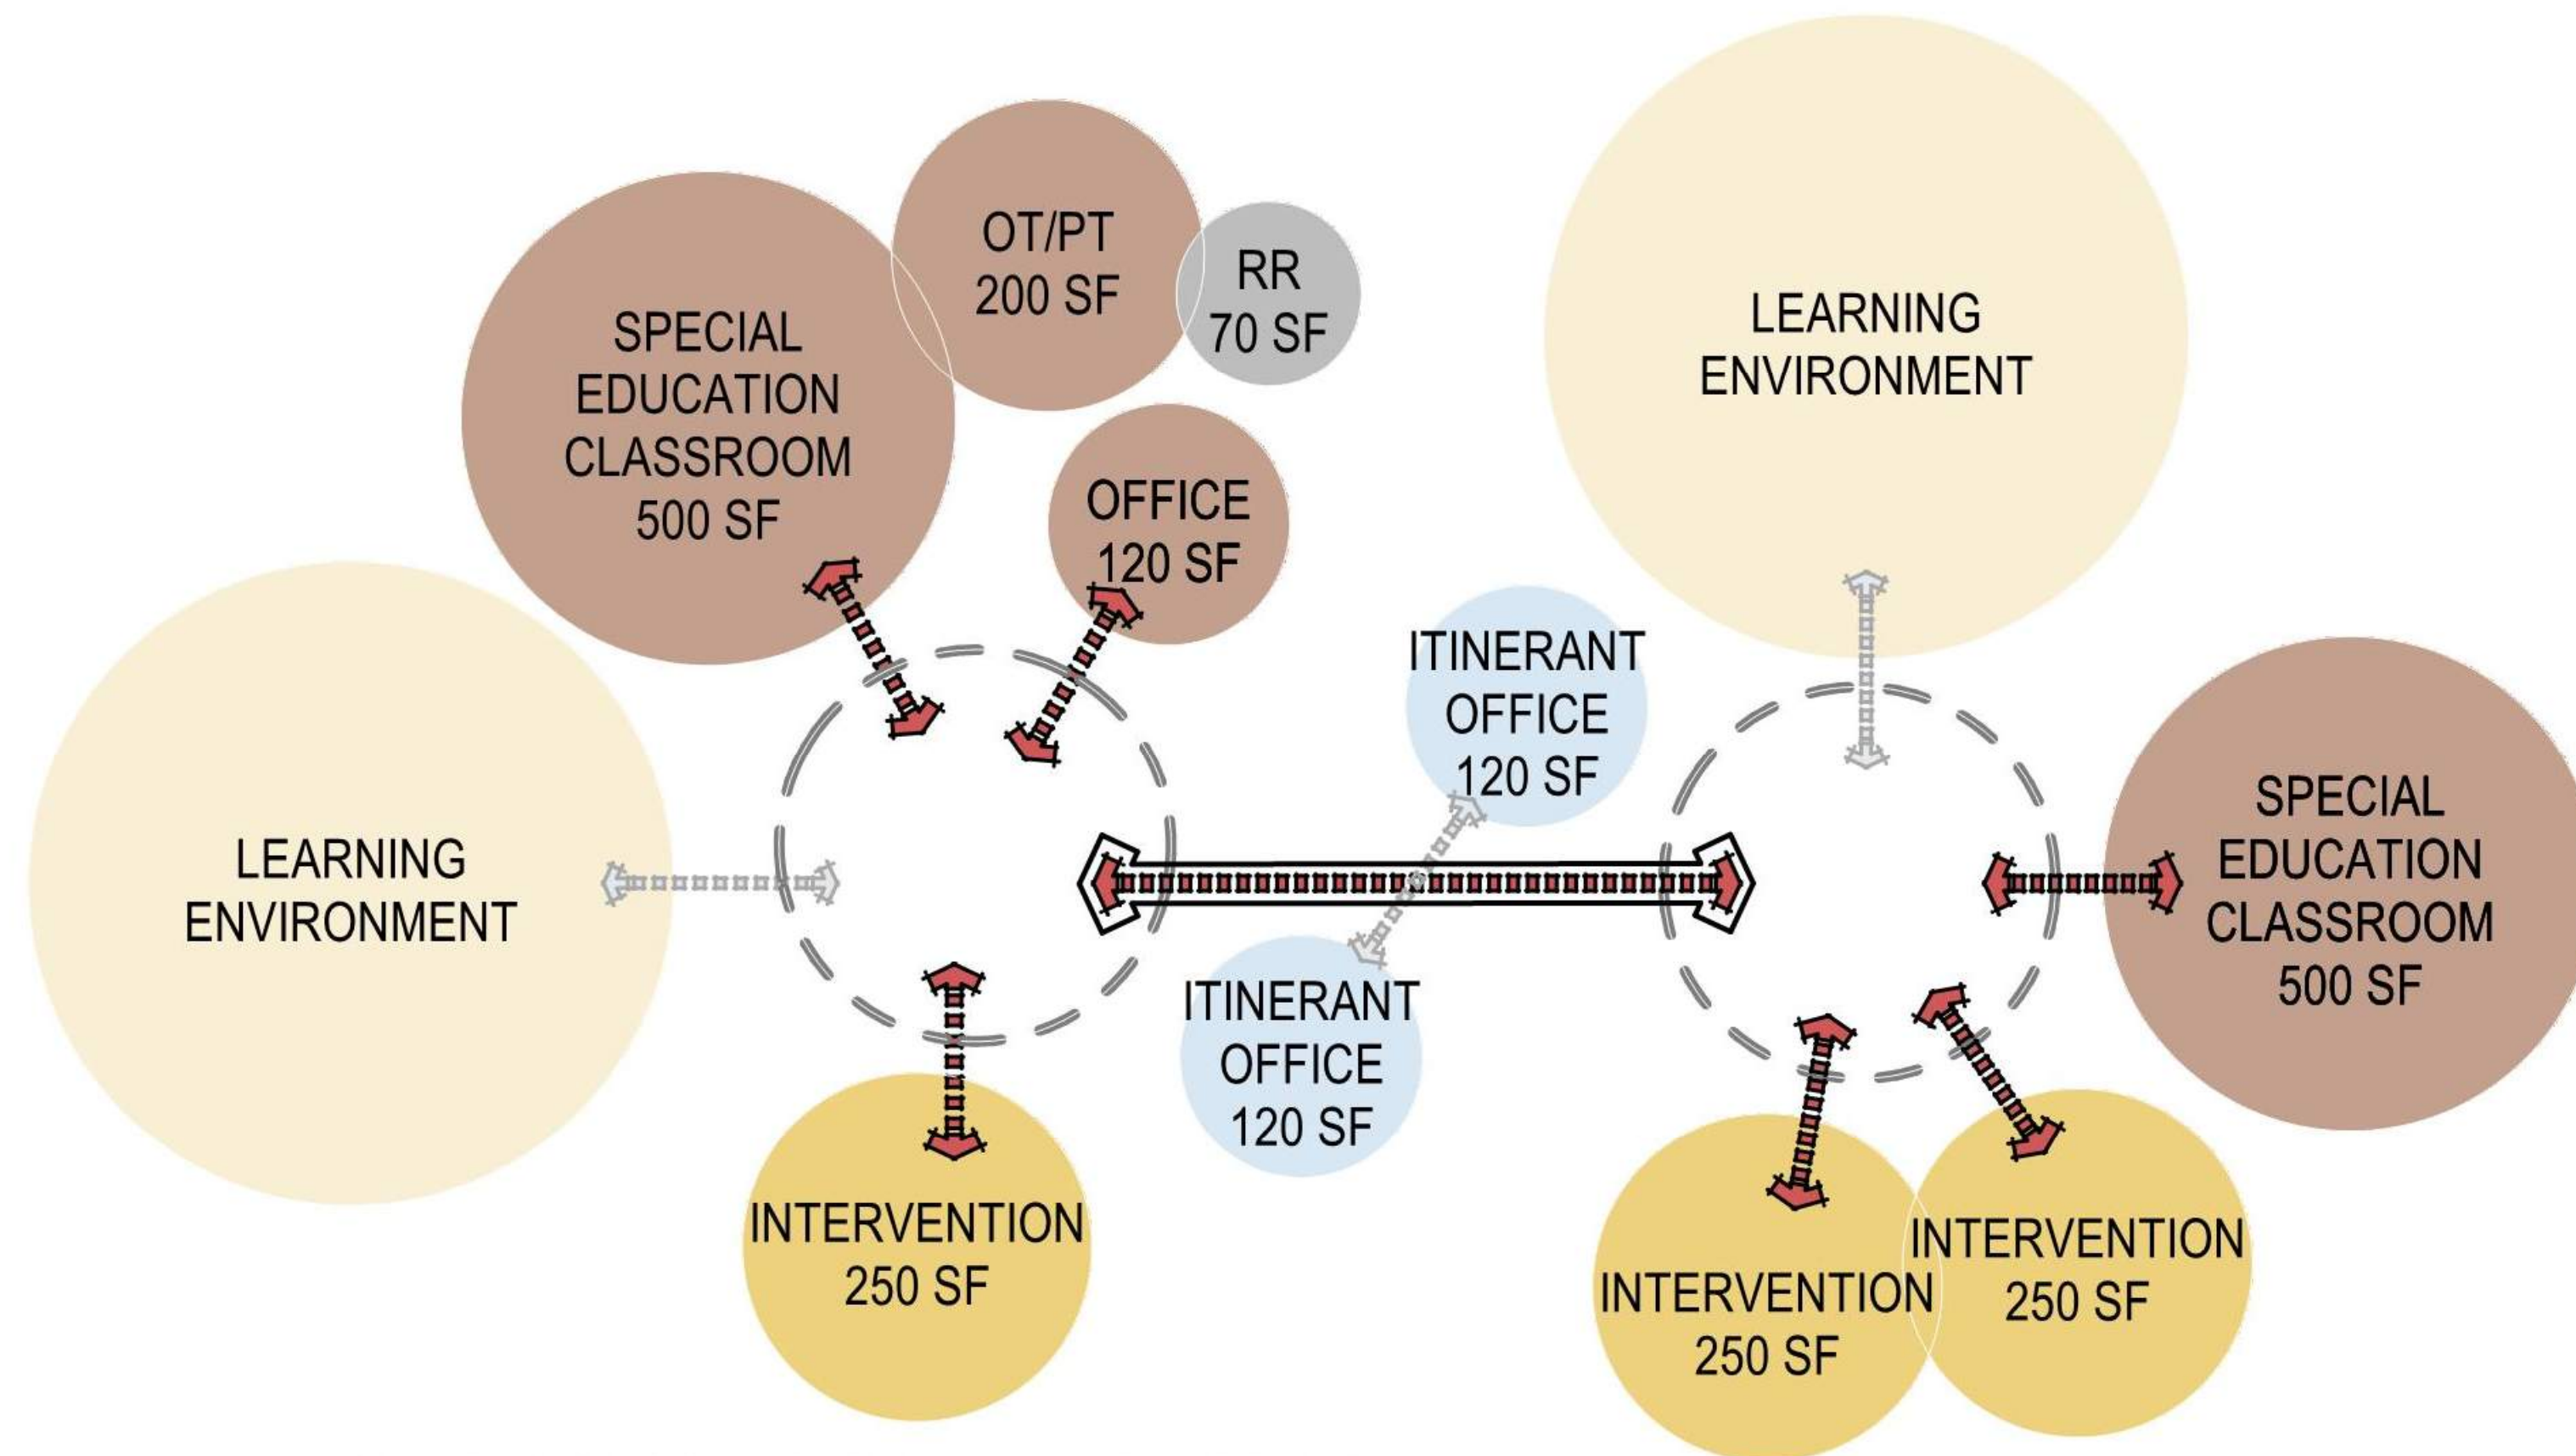 OT/PT
200 SF
RR
70 SF
SPECIAL
EDUCATION
CLASSROOM
500 SF
OFFICE
120 SF
LEARNING
ENVIRONMENT
LEARNING
ENVIRONMENT
ITINERANT
OFFICE
120 SF
ITINERANT
OFFICE
120 SF
SPECIAL
EDUCATION
CLASSROOM
500 SF
INTERVENTION
250 SF
INTERVENTION
250 SF
INTERVENTION
250 SF